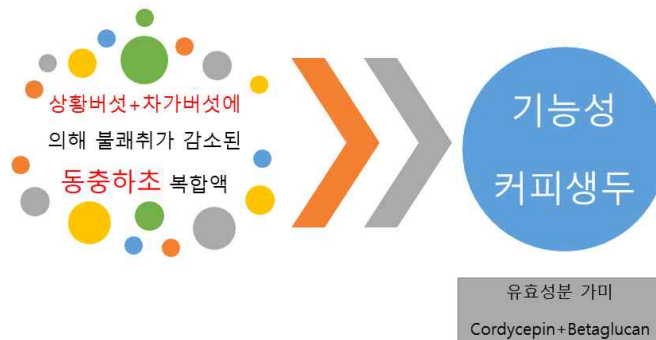 상황버섯+차가버섯에
의해 불쾌취가 감소된
동충하초 복합액
기능성
커피생두
유효성분 가미
Cordycepin+Betaglucan